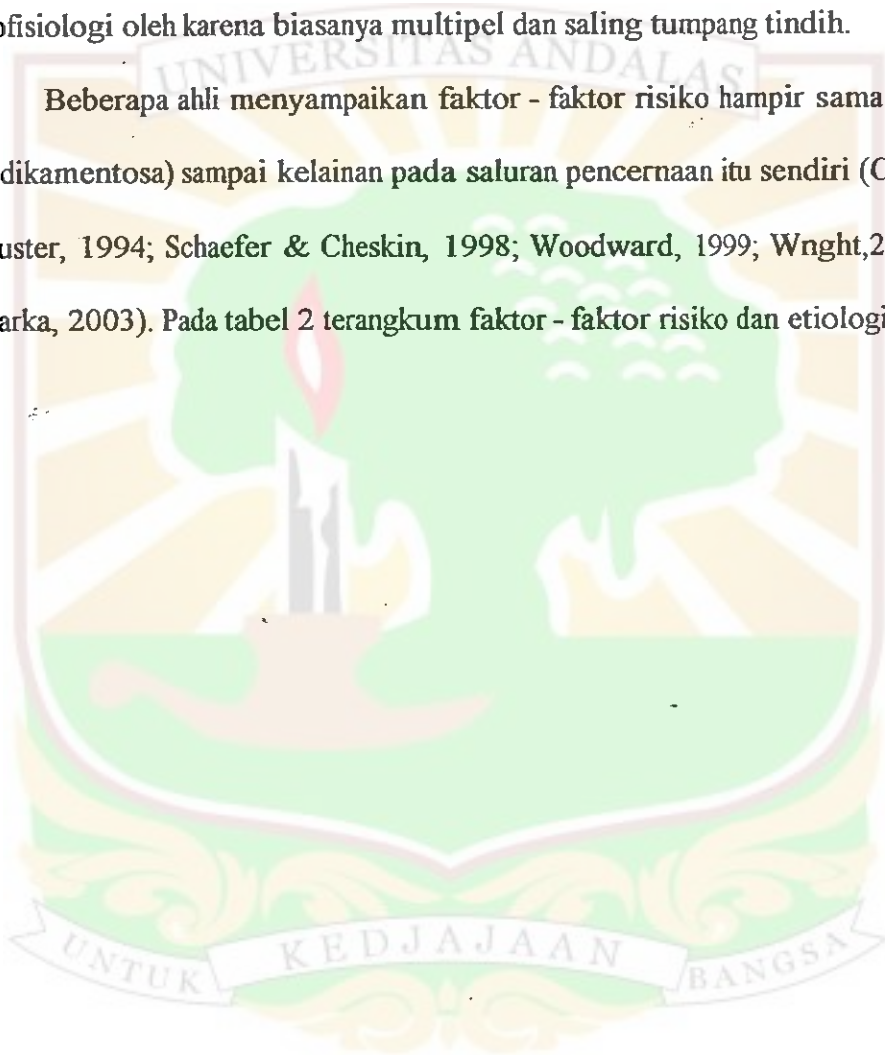 ofisiologi oleh karena biasanya multipel dan saling tumpang tindih.
UNIVERSITAS ANDALAS
Beberapa ahli menyampaikan faktor - faktor risiko hampir sama
dikamentosa) sampai kelainan pada saluran pencernaan itu sendiri (C
uster, 1994; Schaefer & Cheskin, 1998; Woodward, 1999; Wnght,2
arka, 2003). Pada tabel 2 terangkum faktor - faktor risiko dan etiologi
UNTUK KEDJAJAAN BANGSA